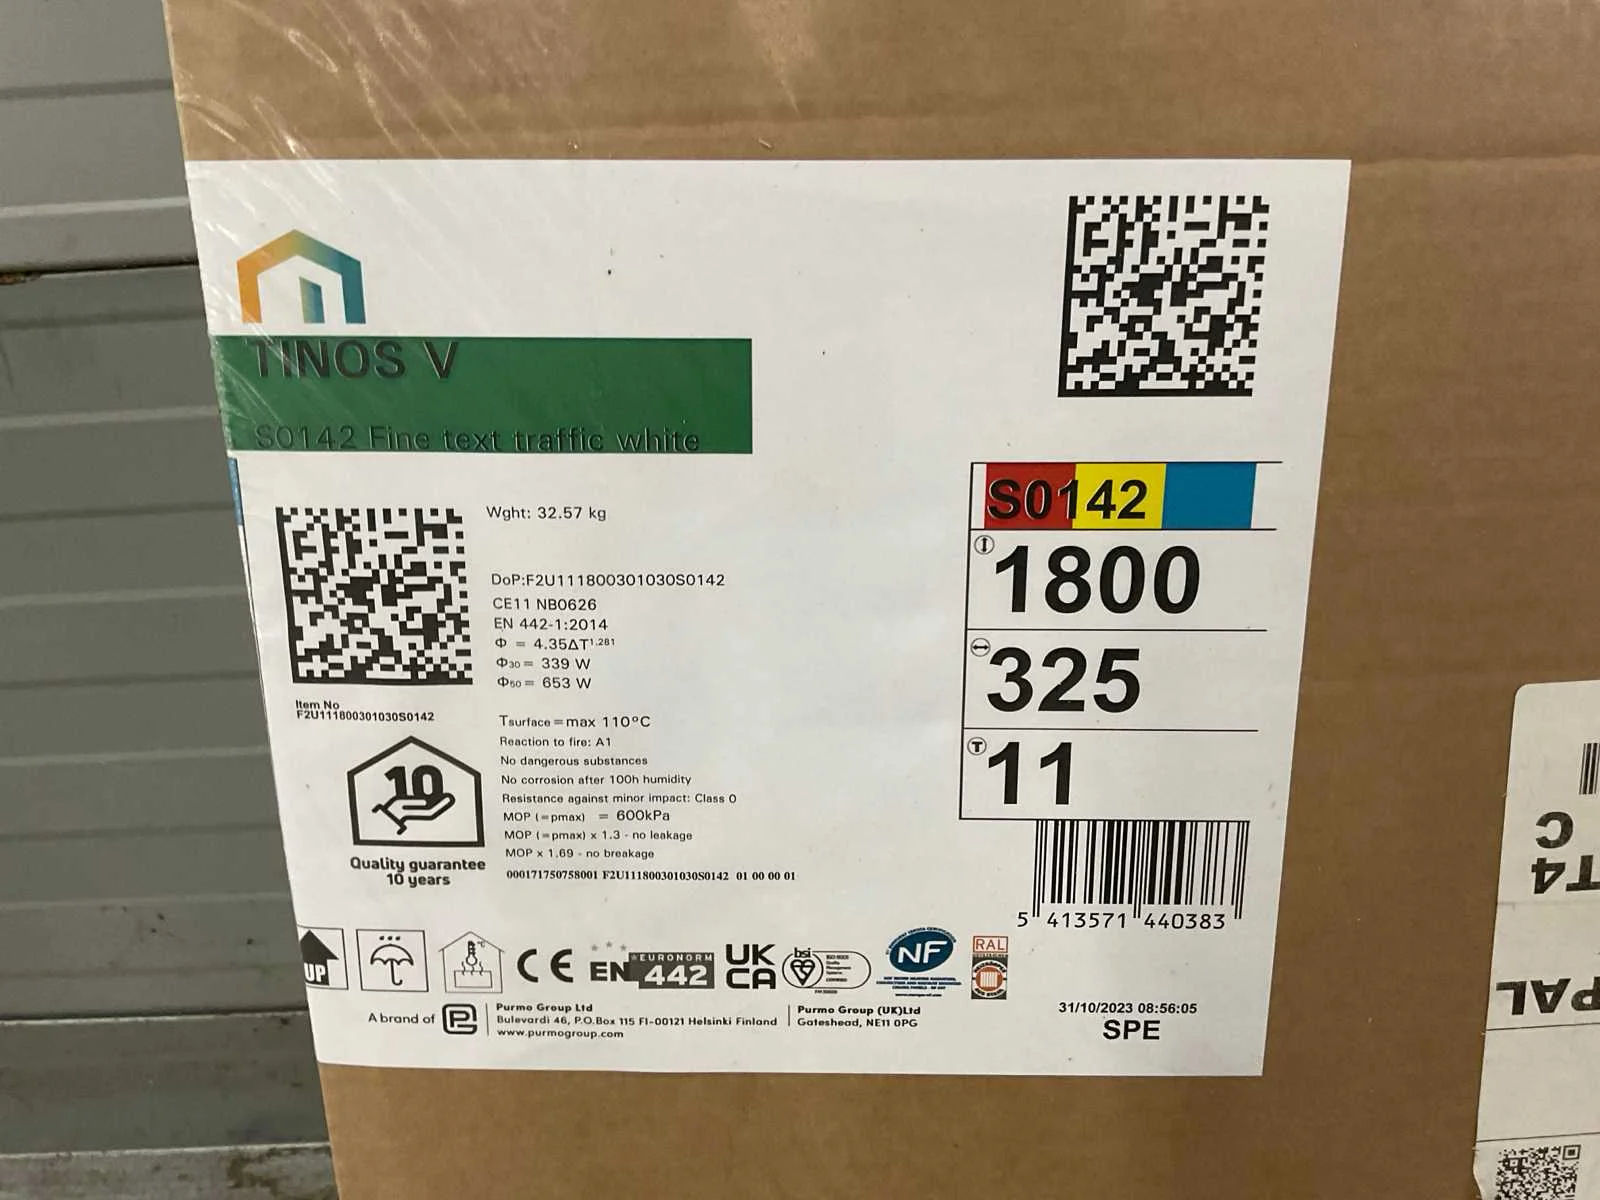 TINOS V
S0142 Fine text traffic white
Wght: 32.57 kg
DoP:F2U111800301030S0142
CE11 NB0626
EN 442-1:2014
Φ = 4.35ΔT1.281
Φ30 = 339 W
Φ50 = 653 W
Item No
F2U111800301030S0142
Tsurface = max 110°C
Reaction to fire: A1
No dangerous substances
No corrosion after 100h humidity
Resistance against minor impact: Class 0
MOP (=pmax) = 600kPa
MOP (=pmax) x 1.3 - no leakage
MOP x 1.69 - no breakage
000171750758001 F2U111800301030S0142 01 00 00 01
10
Quality guarantee
10 years
S0142
1800
325
T 11
5 413571 440383
UP
°C
CE
EURONORM
EN 442
UK
CA
bsi
NF
RAL
A brand of
Purmo Group Ltd
Bulevardi 46, P.O.Box 115 FI-00121 Helsinki Finland
www.purmogroup.com
Purmo Group (UK)Ltd
Gateshead, NE11 0PG
31/10/2023 08:56:05
SPE
C
T4
PAL